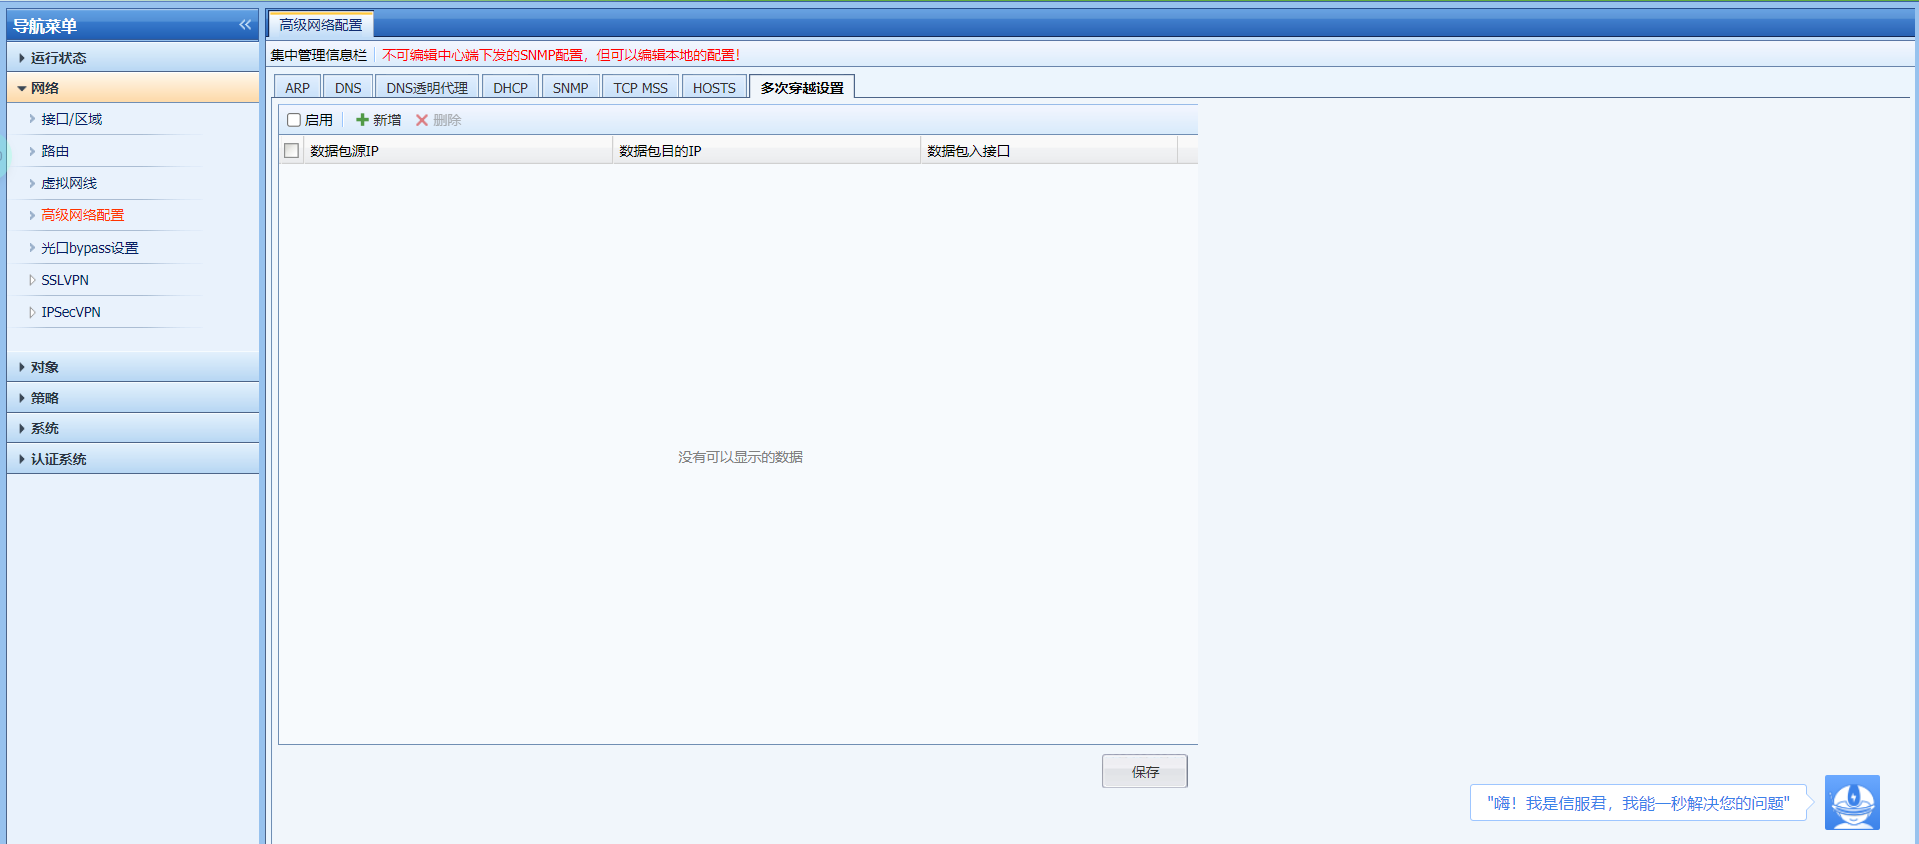 导航菜单
运行状态
网络
接口/区域
路由
虚拟网线
高级网络配置
光口bypass设置
SSLVPN
IPSecVPN
对象
策略
系统
认证系统
高级网络配置
集中管理信息栏 不可编辑中心端下发的SNMP配置，但可以编辑本地的配置！
ARP DNS DNS透明代理 DHCP SNMP TCP MSS HOSTS 多次穿越设置
启用 新增 删除
数据包源IP 数据包目的IP 数据包入接口
没有可以显示的数据
保存
"嗨！我是信服君，我能一秒解决您的问题"